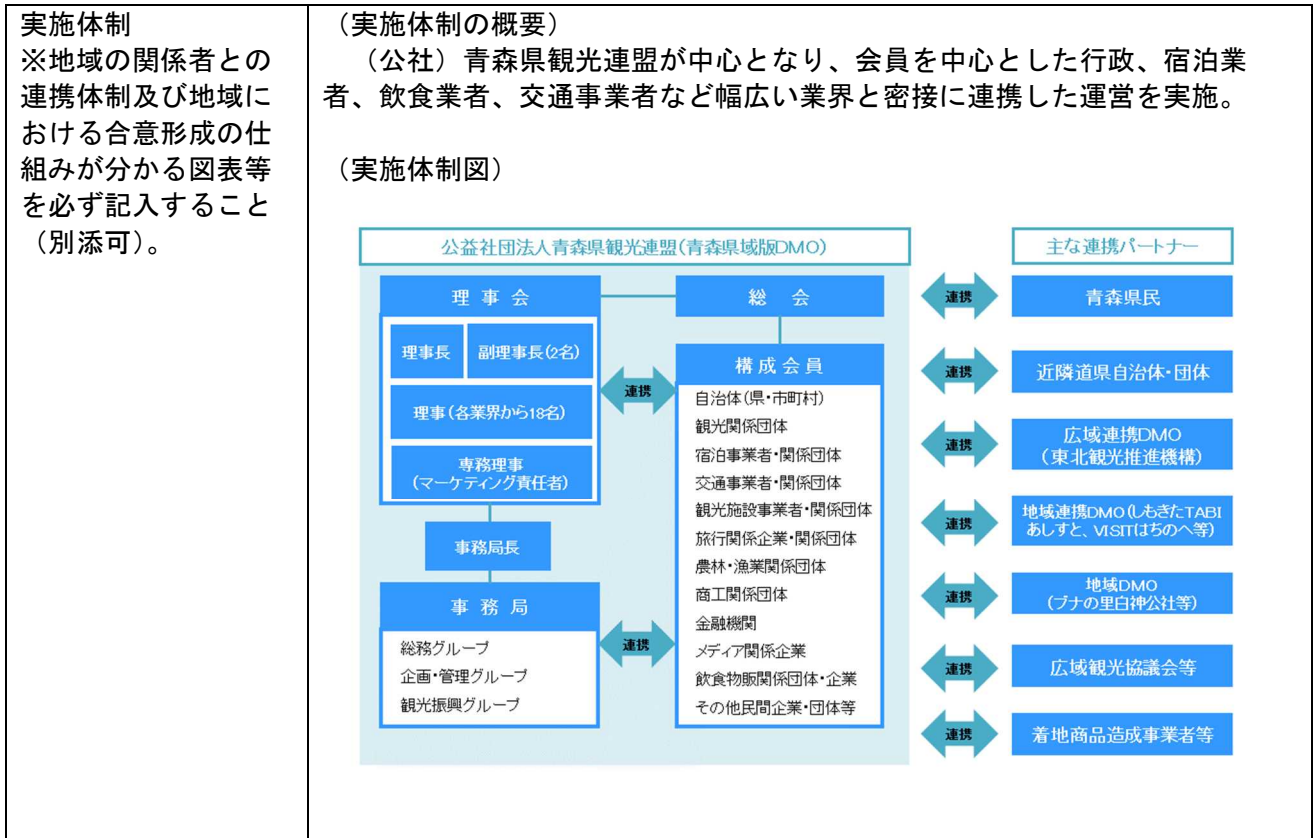 実施体制
※地域の関係者との
連携体制及び地域に
おける合意形成の仕
組みが分かる図表等
を必ず記入すること
（別添可）。
（実施体制の概要）
（公社）青森県観光連盟が中心となり、会員を中心とした行政、宿泊業
者、飲食業者、交通事業者など幅広い業界と密接に連携した運営を実施。
（実施体制図）
公益社団法人青森県観光連盟(青森県域版DMO)
理 事 会
理事長
副理事長(2名)
理事(各業界から18名)
専務理事
(マーケティング責任者)
事務局長
事 務 局
総務グループ
企画・管理グループ
観光振興グループ
連携
連携
総 会
構成会員
自治体(県・市町村)
観光関係団体
宿泊事業者・関係団体
交通事業者・関係団体
観光施設事業者・関係団体
旅行関係企業・関係団体
農林・漁業関係団体
商工関係団体
金融機関
メディア関係企業
飲食物販関係団体・企業
その他民間企業・団体等
主な連携パートナー
連携
青森県民
連携
近隣道県自治体・団体
連携
広域連携DMO
(東北観光推進機構)
連携
地域連携DMO(しもきたTABI
あしすと、VISITはちのへ等)
連携
地域DMO
(ブナの里白神公社等)
連携
広域観光協議会等
連携
着地商品造成事業者等